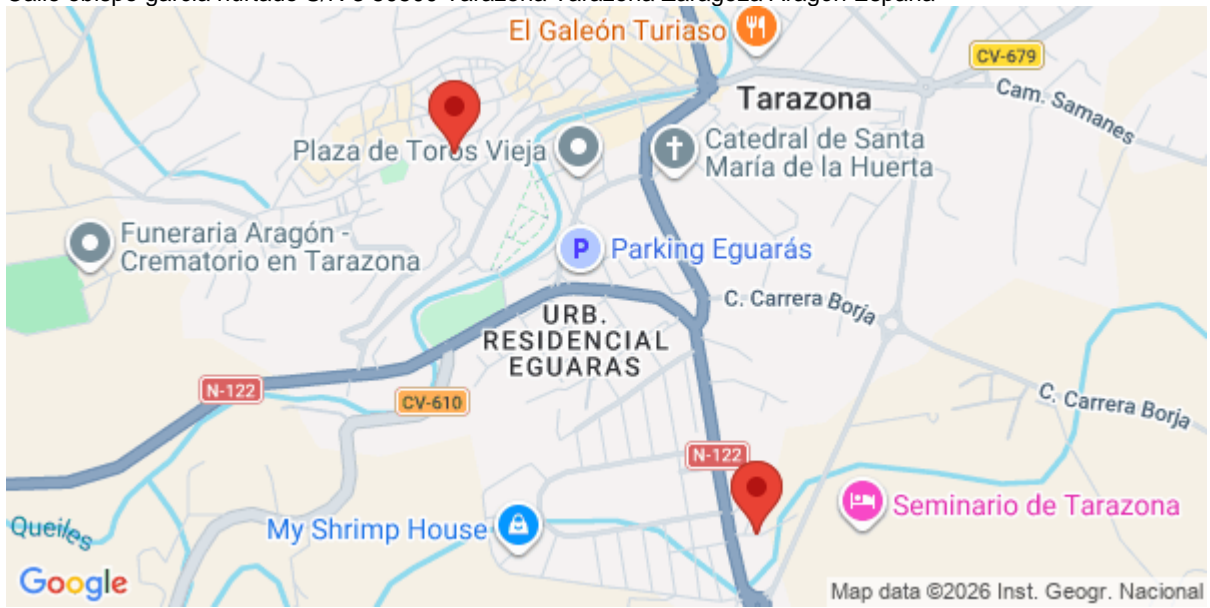 El Galeón Turiaso
CV-679
Tarazona
Cam. Samanes
Plaza de Toros Vieja
Catedral de Santa
María de la Huerta
Funeraria Aragón -
Crematorio en Tarazona
P
Parking Eguarás
C. Carrera Borja
URB.
RESIDENCIAL
EGUARAS
N-122
CV-610
C. Carrera Borja
N-122
Seminario de Tarazona
My Shrimp House
Queiles
Google
Map data ©2026 Inst. Geogr. Nacional